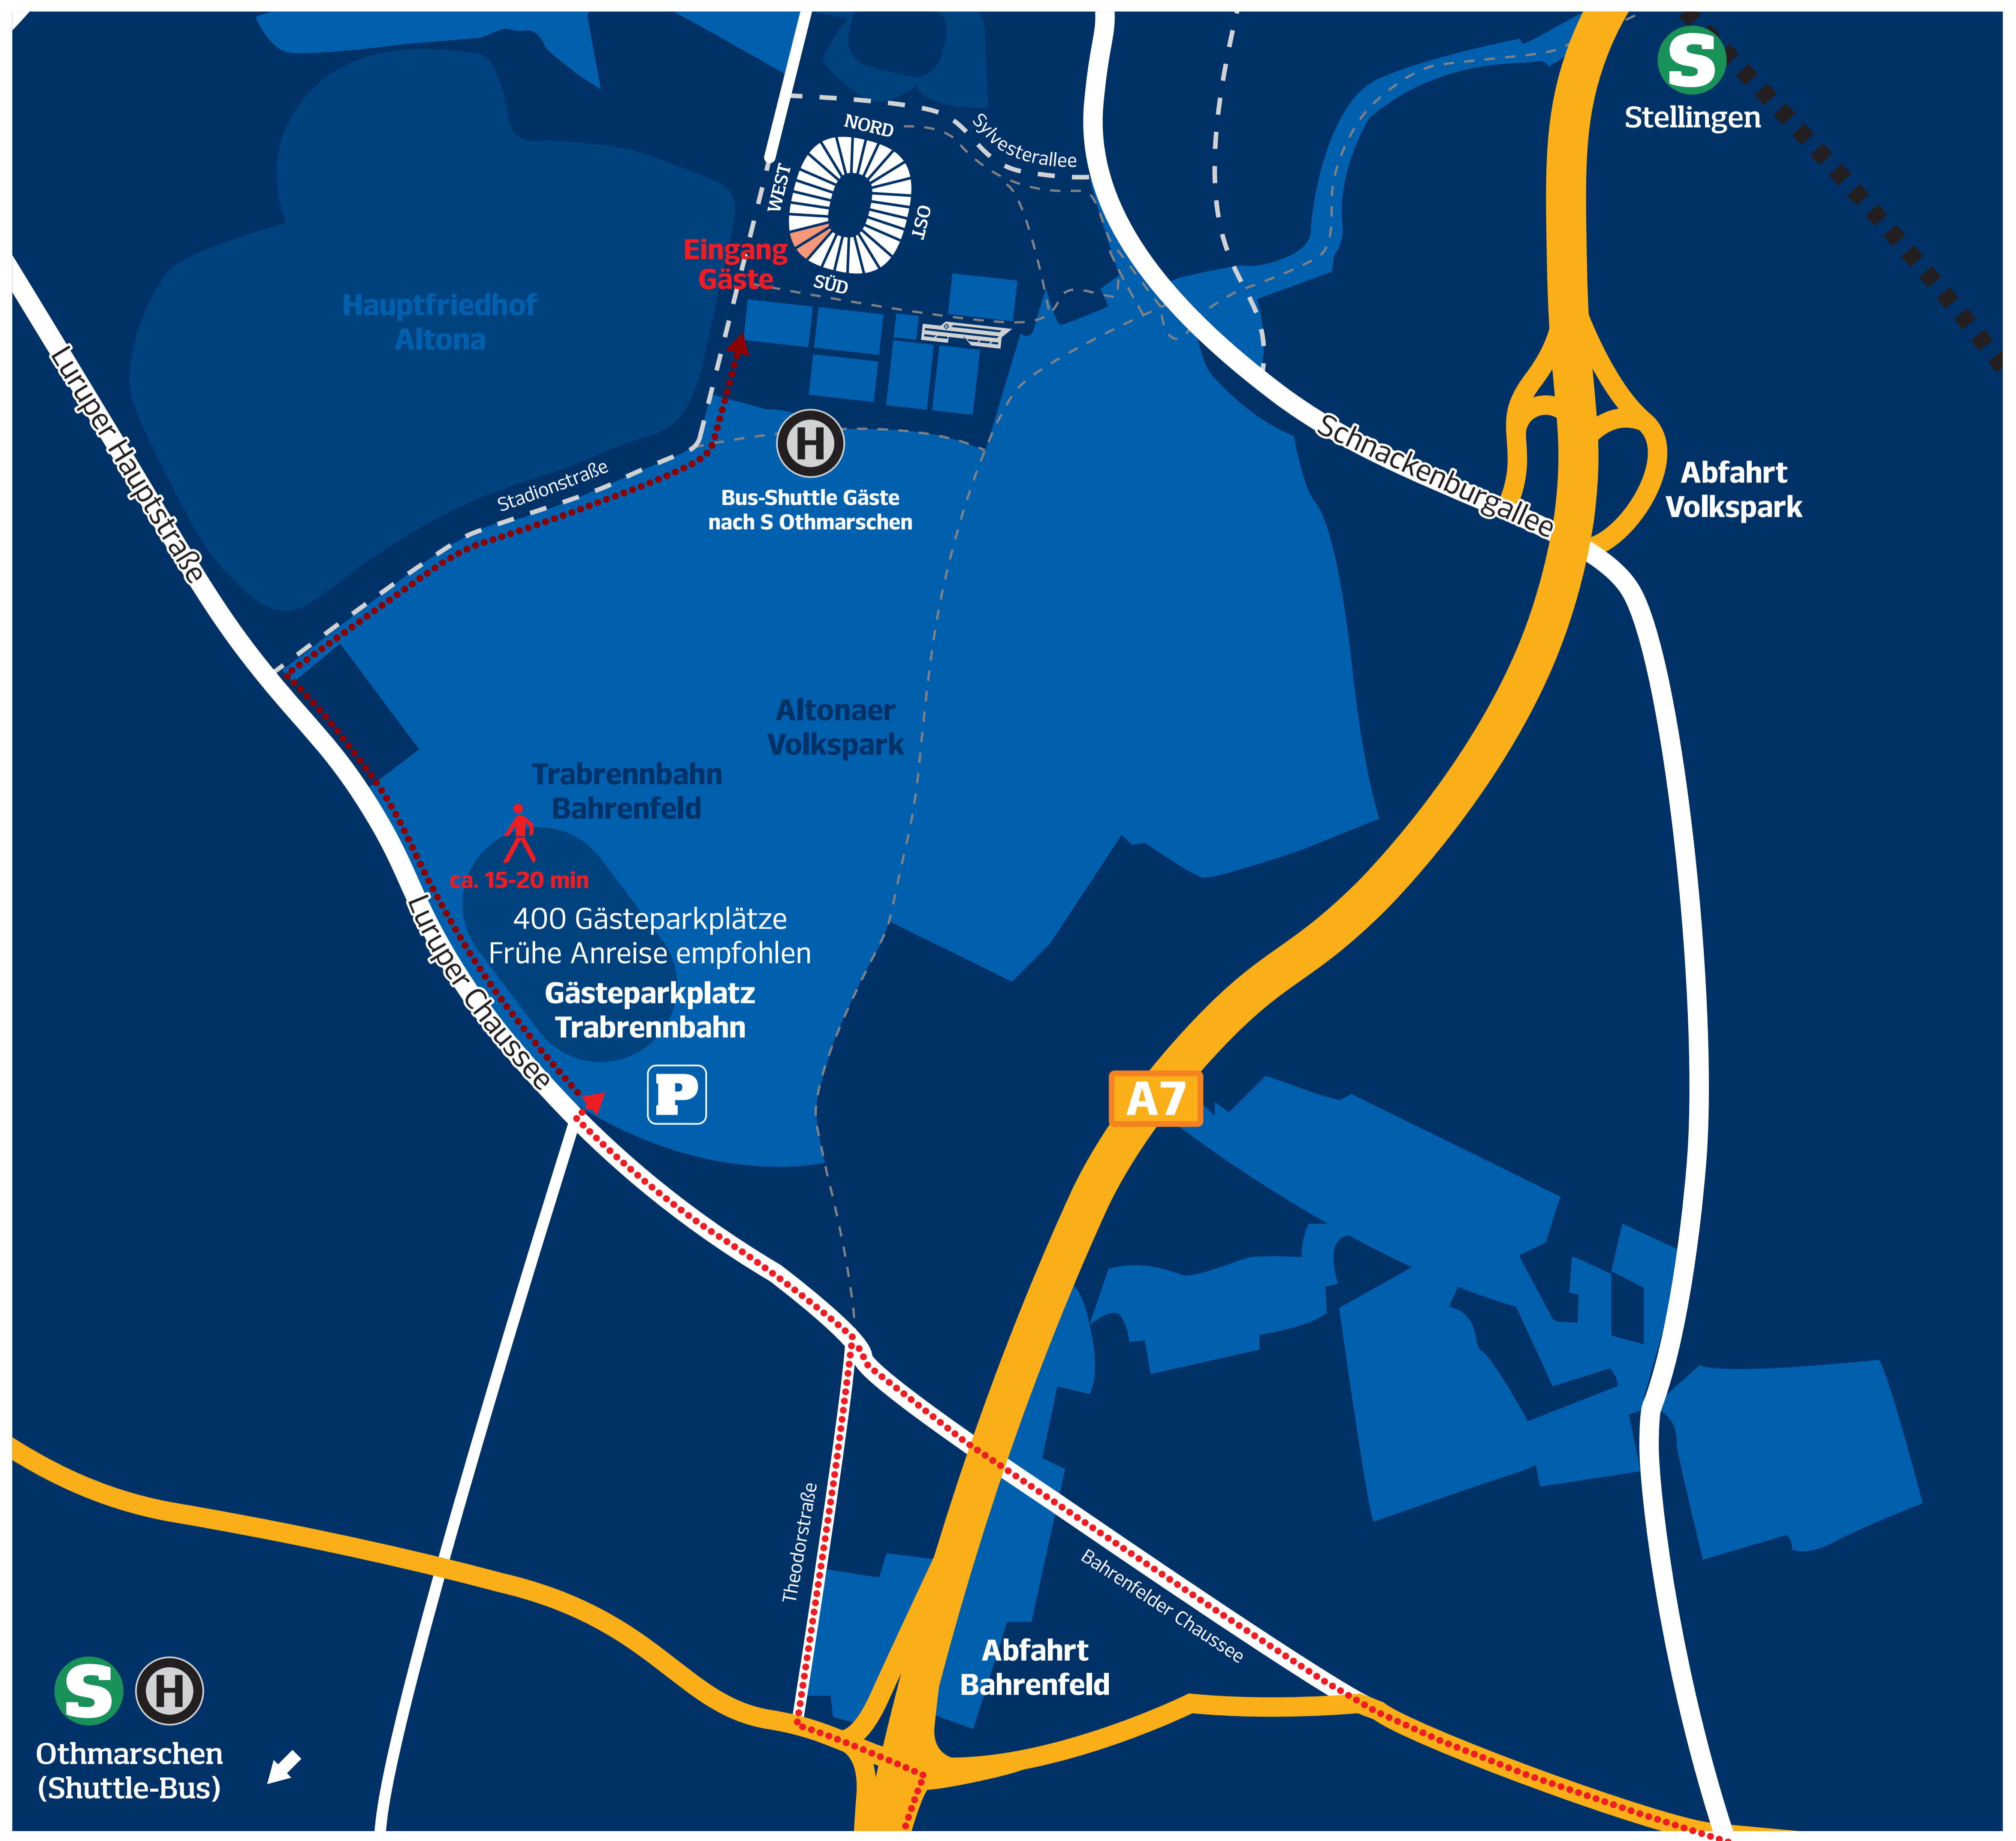 S
Stellingen
NORD
Sylvesterallee
WEST
OST
Eingang
Gäste
SÜD
Hauptfriedhof
Altona
Luruper Hauptstraße
Schnackenburgallee
H
Stadionstraße
Abfahrt
Volkspark
Bus-Shuttle Gäste
nach S Othmarschen
Altonaer
Volkspark
Trabrennbahn
Bahrenfeld
ca. 15-20 min
400 Gästeparkplätze
Frühe Anreise empfohlen
Luruper Chaussee
Gästeparkplatz
Trabrennbahn
P
A7
Theodorstraße
Bahrenfelder Chaussee
Abfahrt
Bahrenfeld
S H
Othmarschen
(Shuttle-Bus)